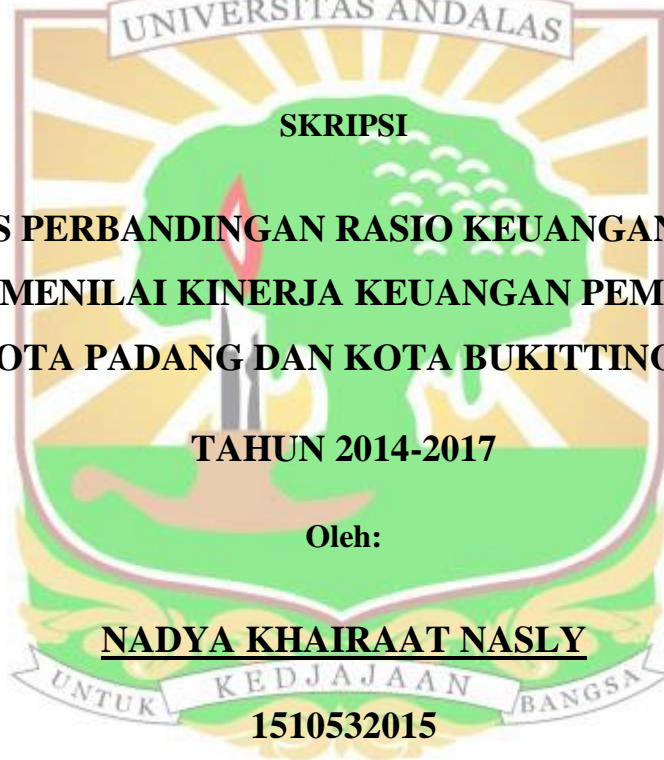 UNIVERSITAS ANDALAS
SKRIPSI
PERBANDINGAN RASIO KEUANGAN
MENILAI KINERJA KEUANGAN PEM
OTA PADANG DAN KOTA BUKITTING
TAHUN 2014-2017
Oleh:
NADYA KHAIRAAT NASLY
UNTUK KEDJAJAAN BANGSA
1510532015